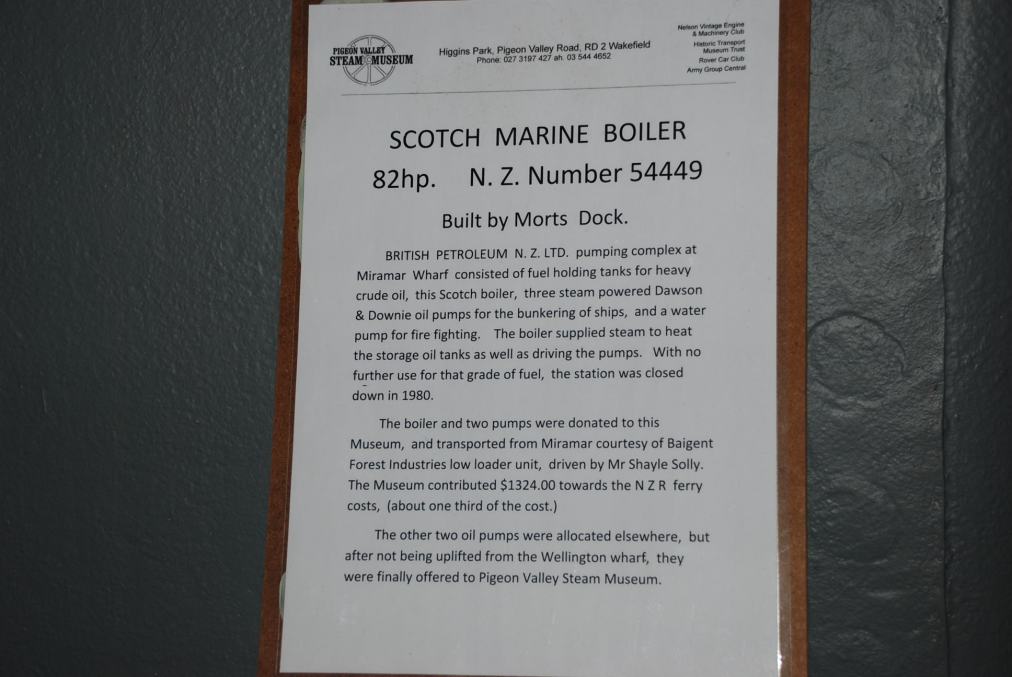 PIGEON VALLEY
STEAM MUSEUM
Higgins Park, Pigeon Valley Road, RD 2 Wakefield
Phone: 027 3197 427 ah. 03 544 4652
Nelson Vintage Engine
& Machinery Club
Historic Transport
Museum Trust
Rover Car Club
Army Group Central
SCOTCH MARINE BOILER
82hp. N. Z. Number 54449
Built by Morts Dock.
BRITISH PETROLEUM N. Z. LTD. pumping complex at
Miramar Wharf consisted of fuel holding tanks for heavy
crude oil, this Scotch boiler, three steam powered Dawson
& Downie oil pumps for the bunkering of ships, and a water
pump for fire fighting. The boiler supplied steam to heat
the storage oil tanks as well as driving the pumps. With no
further use for that grade of fuel, the station was closed
down in 1980.
The boiler and two pumps were donated to this
Museum, and transported from Miramar courtesy of Baigent
Forest Industries low loader unit, driven by Mr Shayle Solly.
The Museum contributed $1324.00 towards the N Z R ferry
costs, (about one third of the cost.)
The other two oil pumps were allocated elsewhere, but
after not being uplifted from the Wellington wharf, they
were finally offered to Pigeon Valley Steam Museum.